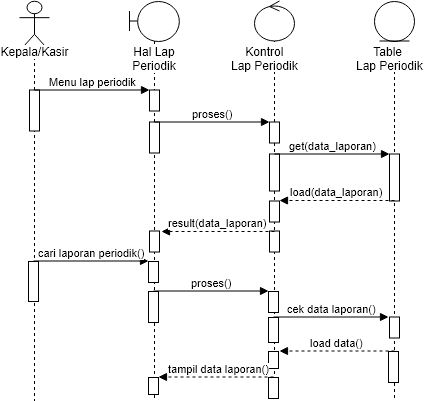 Kepala/Kasir
Hal Lap
Periodik
Kontrol
Lap Periodik
Table
Lap Periodik
Menu lap periodik
proses()
get(data_laporan)
load(data_laporan)
result(data_laporan)
cari laporan periodik()
proses()
cek data laporan()
load data()
tampil data laporan()